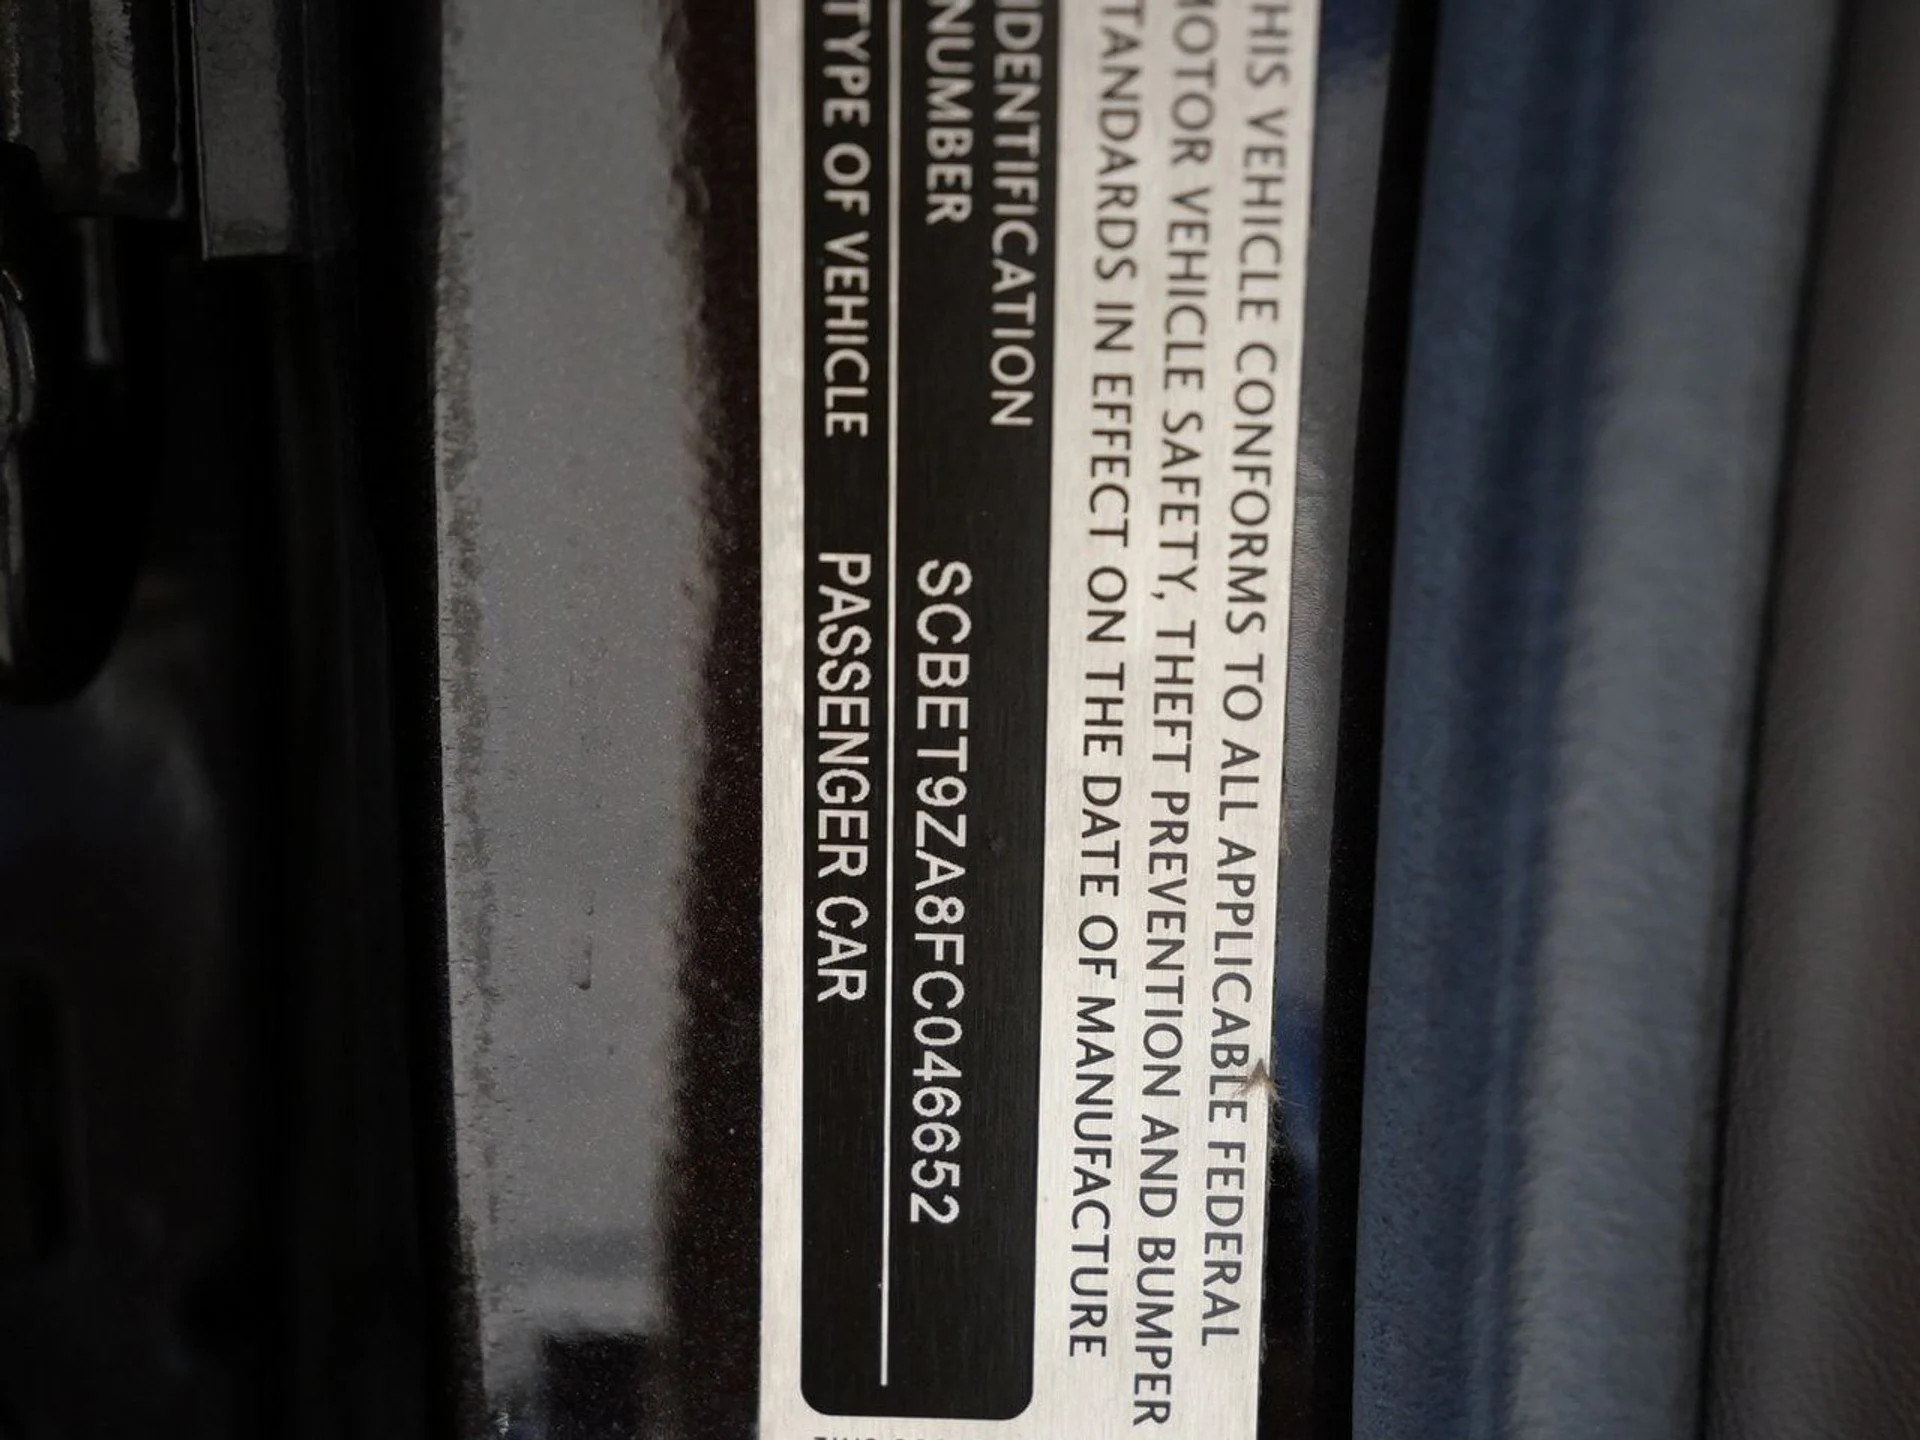 HIS VEHICLE CONFORMS TO ALL APPLICABLE FEDERAL
MOTOR VEHICLE SAFETY, THEFT PREVENTION AND BUMPER
TANDARDS IN EFFECT ON THE DATE OF MANUFACTURE
IDENTIFICATION
NUMBER SCBET9ZA8FC046652
TYPE OF VEHICLE PASSENGER CAR